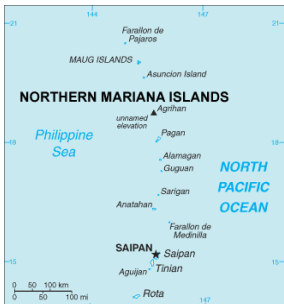 144
147
21
21
Farallon de
Pajaros
MAUG ISLANDS
Asuncion Island
NORTHERN MARIANA ISLANDS
Agrihan
unnamed
elevation
Philippine
Sea
Pagan
18
18
Alamagan
Guguan
NORTH
PACIFIC
OCEAN
Sarigan
Anatahan
Farallon de
Medinilla
SAIPAN
Saipan
15
15
Tinian
Aguijan
0 50 100 km
0 50 100 mi
Rota
147